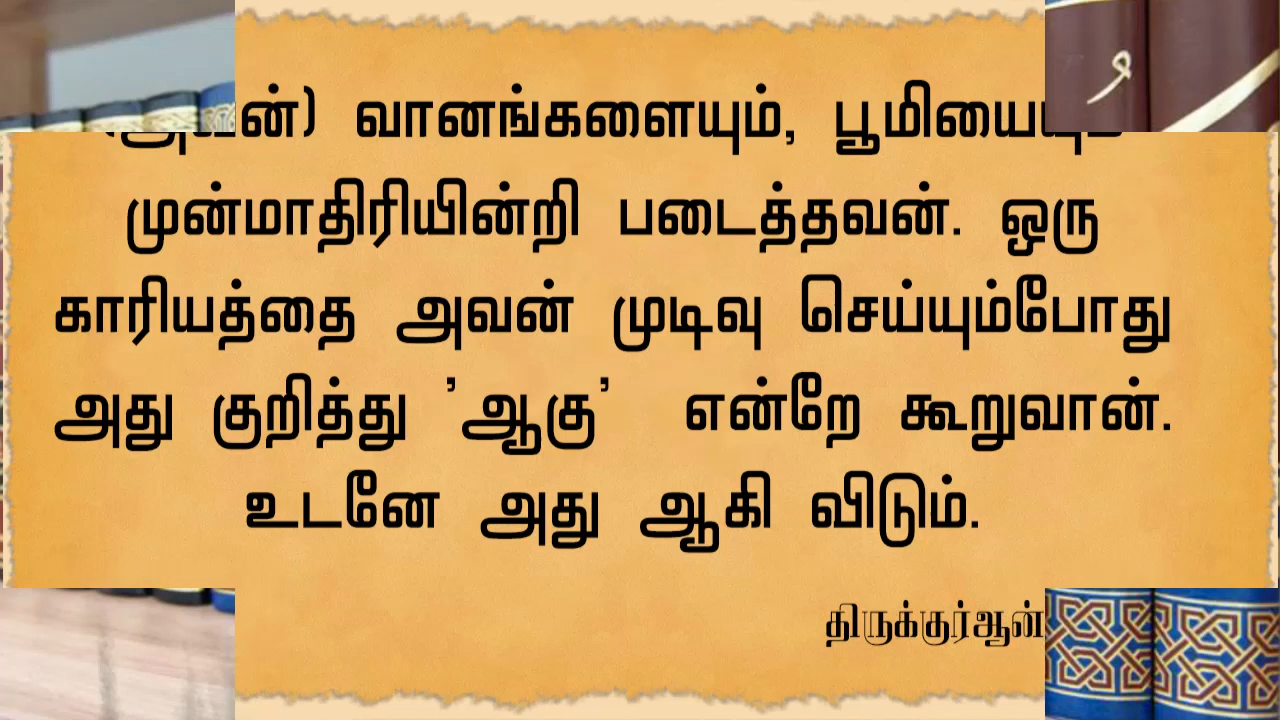 வானங்களையும், பூமியையும்
முன்மாதிரியின்றி படைத்தவன். ஒரு
காரியத்தை அவன் முடிவு செய்யும்போது
அது குறித்து 'ஆகு' என்றே கூறுவான்.
உடனே அது ஆகி விடும்.
திருக்குர்ஆன்